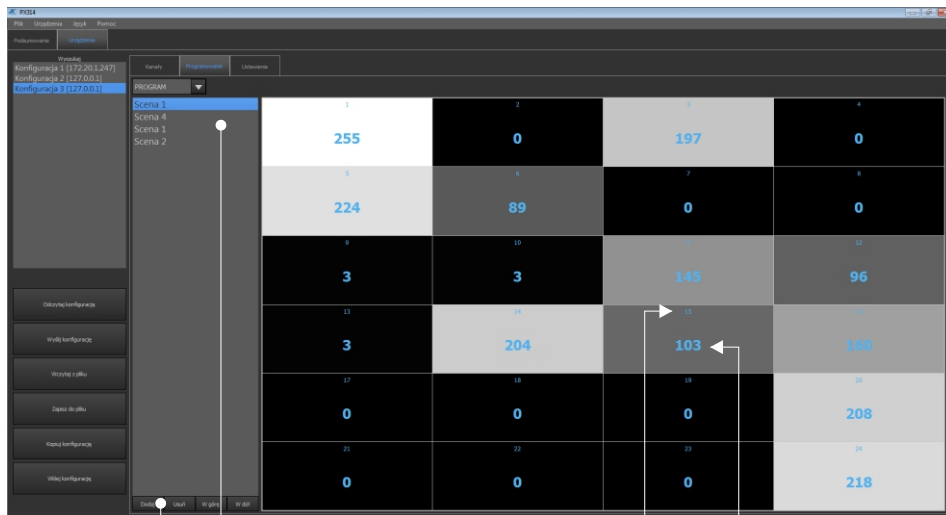 PX314
Plik Urządzenia Język Pomoc
Podsumowanie Urządzenia
Wyszukaj
Konfiguracja 1 [172.20.1.247]
Konfiguracja 2 [127.0.0.1]
Konfiguracja 3 [127.0.0.1]
Odczytaj konfigurację
Wyślij konfigurację
Wczytaj z pliku
Zapisz do pliku
Kopiuj konfigurację
Wklej konfigurację
Kanały Programowanie Ustawienia
PROGRAM
Scena 1
Scena 4
Scena 1
Scena 2
Usuń W górę W dół
1 2 3 4
255 0 197 0
5 6 7 8
224 89 0 0
9 10 11 12
3 3 145 96
13 14 15
3 204 103 160
17 18 19 20
0 0 0 208
21 22 23 24
0 0 0 218